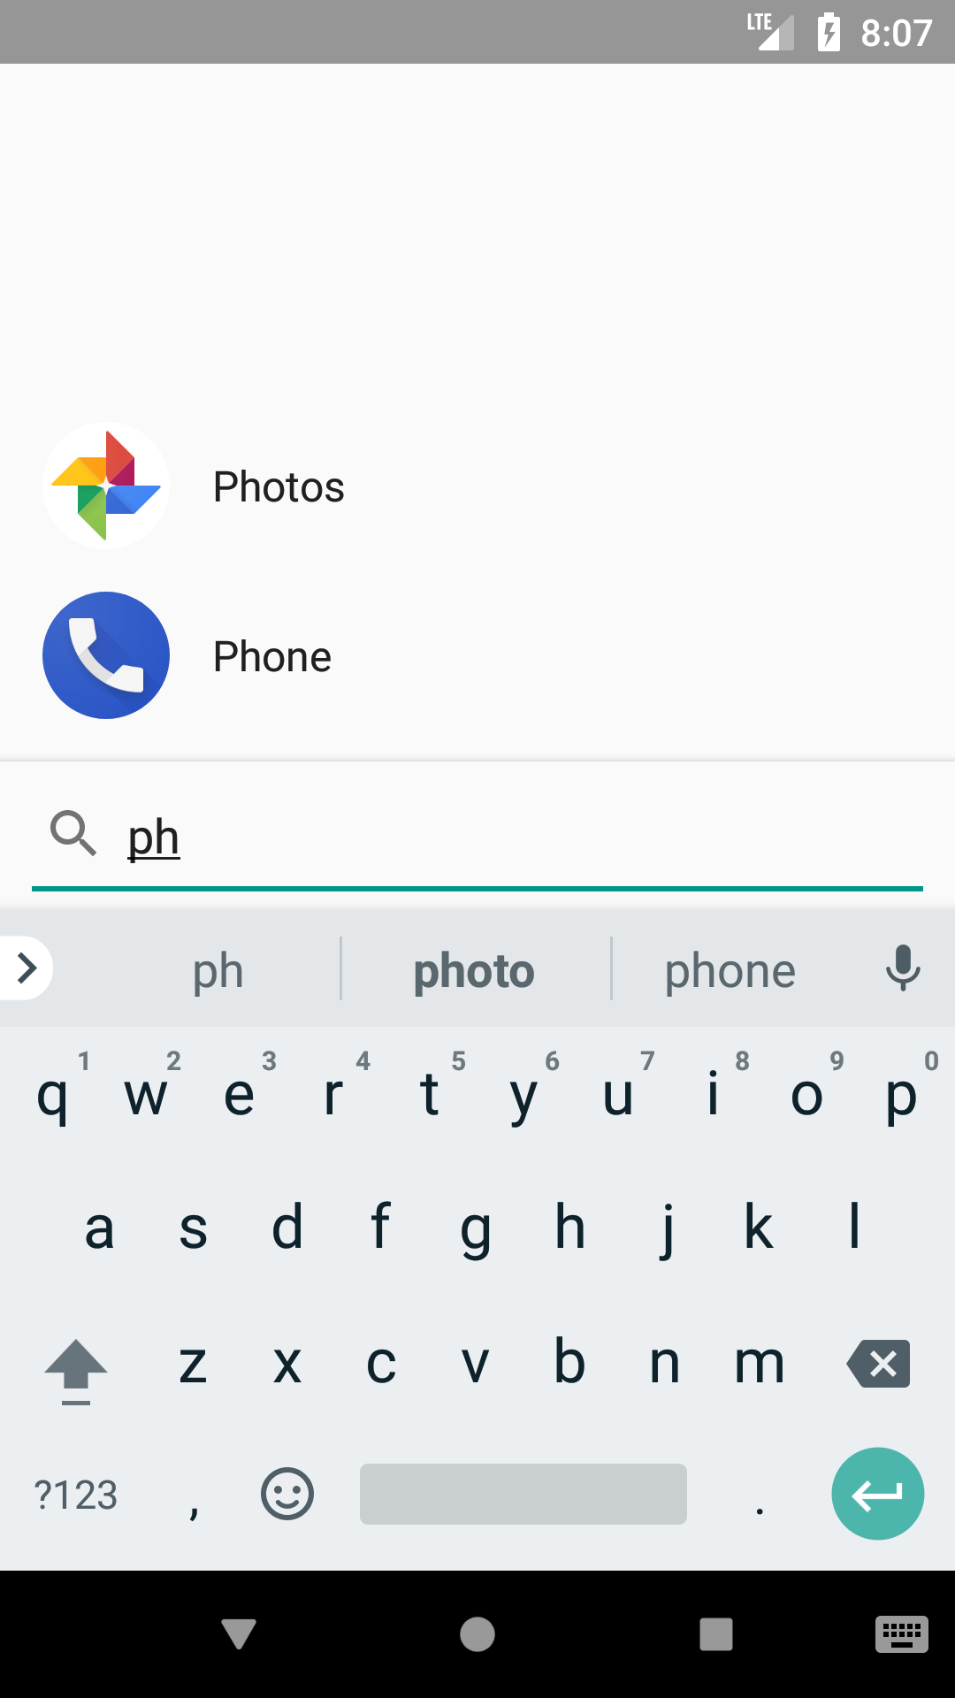 LTE 8:07
Photos
Phone
ph
ph photo phone
1 2 3 4 5 6 7 8 9 0
q w e r t y u i o p
a s d f g h j k l
z x c v b n m
?123 , .